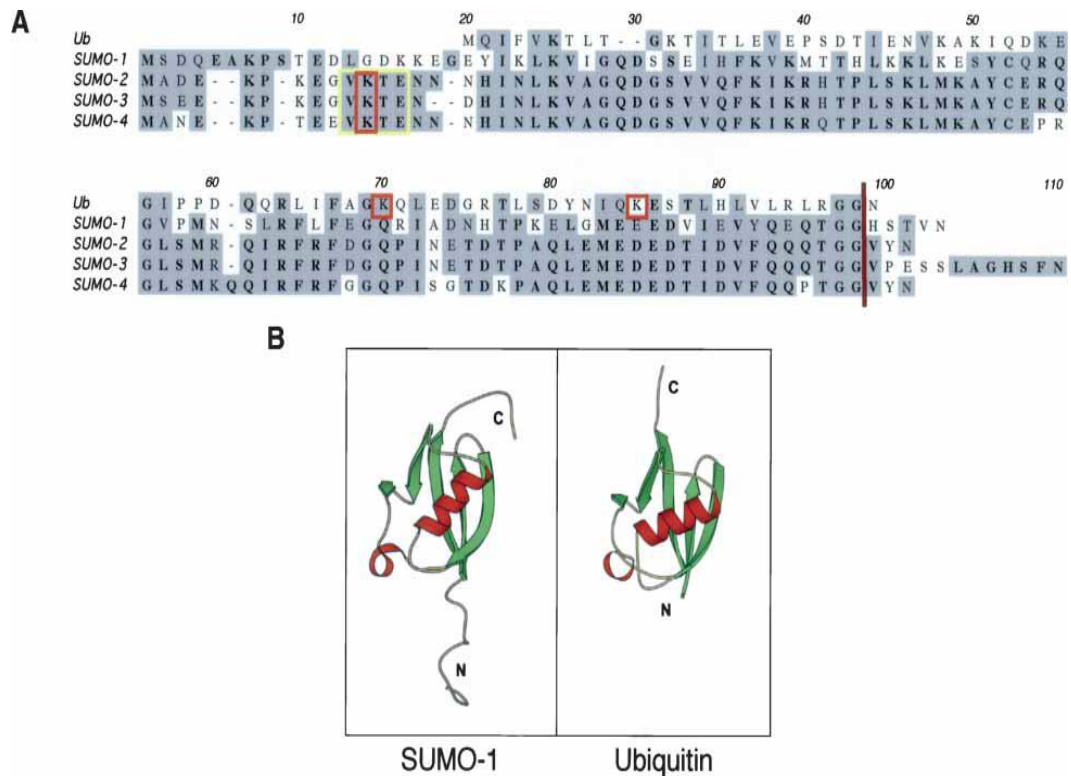 A
10 20 30 40 50
Ub M Q I F V K T L T - - G K T I T L E V E P S D T I E N V K A K I Q D K E
SUMO-1 M S D Q E A K P S T E D L G D K K E G E Y I K L K V I G Q D S S E I H F K V K M T T H L K K L K E S Y C Q R Q
SUMO-2 M A D E - K P - K E G V K T E N N - N H I N L K V A G Q D G S V V Q F K I K R H T P L S K L M K A Y C E R Q
SUMO-3 M S E E - K P - K E G V K T E N - - D H I N L K V A G Q D G S V V Q F K I K R H T P L S K L M K A Y C E R Q
SUMO-4 M A N E - K P - T E E V K T E N N - N H I N L K V A G Q D G S V V Q F K I K R Q T P L S K L M K A Y C E P R
60 70 80 90 100 110
Ub G I P P D - Q Q R L I F A G K Q L E D G R T L S D Y N I Q K E S T L H L V L R L R G G N
SUMO-1 G V P M N - S L R F L F E G Q R I A D N H T P K E L G M E E E D V I E V Y Q E Q T G G H S T V N
SUMO-2 G L S M R - Q I R F R F D G Q P I N E T D T P A Q L E M E D E D T I D V F Q Q Q T G G V Y N
SUMO-3 G L S M R - Q I R F R F D G Q P I N E T D T P A Q L E M E D E D T I D V F Q Q Q T G G V P E S S L A G H S F N
SUMO-4 G L S M K Q Q I R F R F G G Q P I S G T D K P A Q L E M E D E D T I D V F Q Q P T G G V Y N
B
C
C
N
N
SUMO-1
Ubiquitin